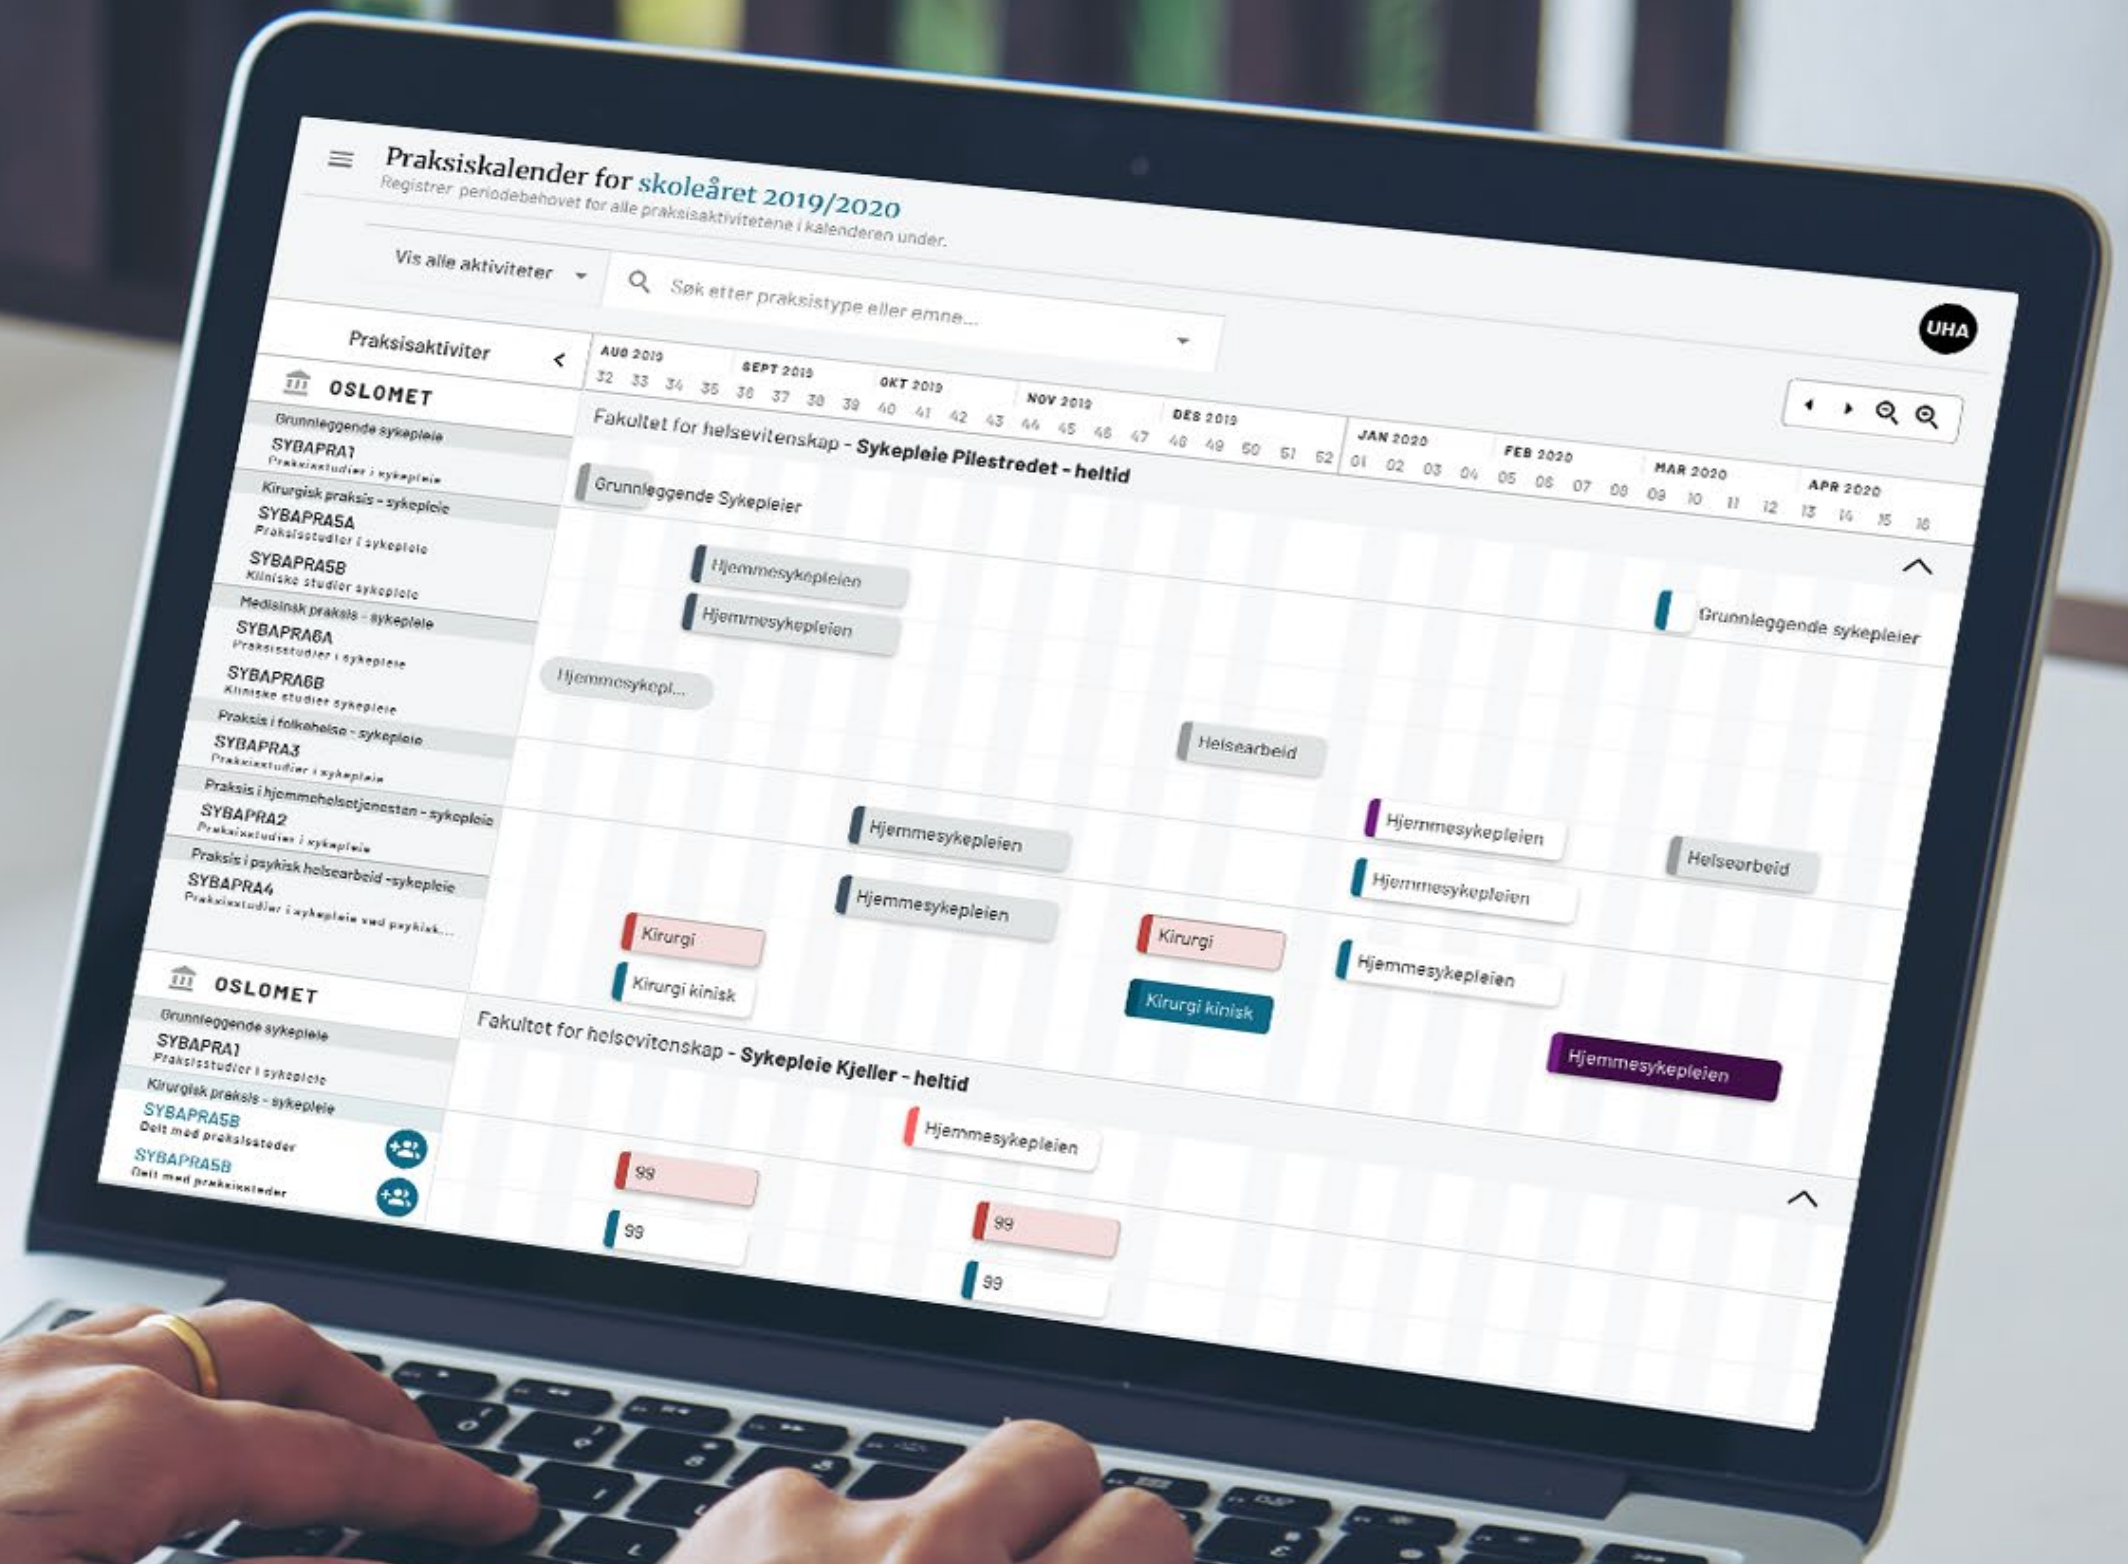 Praksiskalender for skoleåret 2019/2020
Registrer periodebehovet for alle praksisaktivitetene i kalenderen under.
UHA
Vis alle aktiviteter
Søk etter praksistype eller emne...
Praksisaktiviter <
AUG 2019 SEPT 2019 OKT 2019 NOV 2019 DES 2019 JAN 2020 FEB 2020 MAR 2020 APR 2020
32 33 34 35 36 37 38 39 40 41 42 43 44 45 46 47 48 49 50 51 52 01 02 03 04 05 06 07 08 09 10 11 12 13 14 15 16
OSLOMET
Fakultet for helsevitenskap - Sykepleie Pilestredet - heltid
Grunnleggende sykepleie
SYBAPRA1
Praksisstudier i sykepleie
Kirurgisk praksis - sykepleie
SYBAPRA5A
Praksisstudier i sykepleie
SYBAPRA5B
Kliniske studier sykepleie
Medisinsk praksis - sykepleie
SYBAPRA6A
Praksisstudier i sykepleie
SYBAPRA6B
Kliniske studier sykepleie
Praksis i folkehelse - sykepleie
SYBAPRA3
Praksisstudier i sykepleie
Praksis i hjemmehelsetjenesten - sykepleie
SYBAPRA2
Praksisstudier i sykepleie
Praksis i psykisk helsearbeid -sykepleie
SYBAPRA4
Praksisstudier i sykepleie ved psykisk...
Grunnleggende Sykepleier
Grunnleggende sykepleier
Hjemmesykepleien
Hjemmesykepleien
Hjemmesykepl...
Helsearbeid
Hjemmesykepleien
Hjemmesykepleien
Helsearbeid
Hjemmesykepleien
Hjemmesykepleien
Kirurgi
Kirurgi
Hjemmesykepleien
Kirurgi kinisk
Kirurgi kinisk
Hjemmesykepleien
OSLOMET
Fakultet for helsevitenskap - Sykepleie Kjeller - heltid
Grunnleggende sykepleie
SYBAPRA1
Praksisstudier i sykepleie
Kirurgisk praksis - sykepleie
SYBAPRA5B
Delt med praksissteder
SYBAPRA5B
Delt med praksissteder
Hjemmesykepleien
99
99
99
99